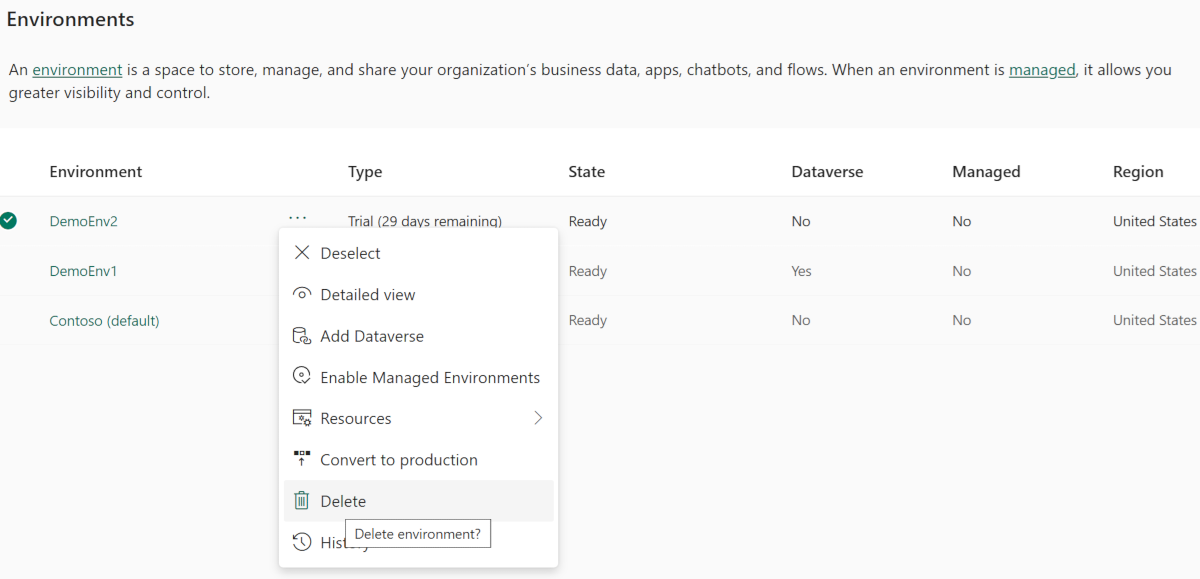 Environments
An environment is a space to store, manage, and share your organization's business data, apps, chatbots, and flows. When an environment is managed, it allows you
greater visibility and control.
Environment Type State Dataverse Managed Region
DemoEnv2 ... Trial (29 days remaining) Ready No No United States
Deselect
DemoEnv1 Ready Yes No United States
Detailed view
Contoso (default) Ready No No United States
Add Dataverse
Enable Managed Environments
Resources
Convert to production
Delete
Delete environment?